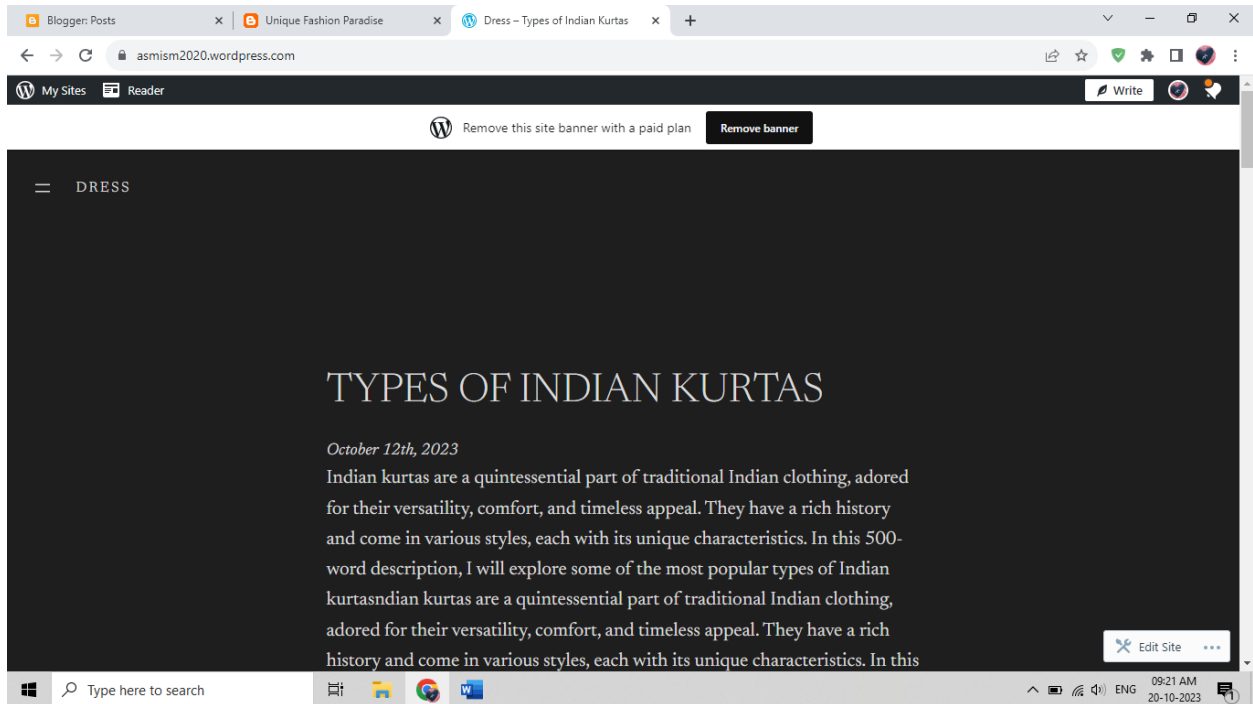 Blogger: Posts
Unique Fashion Paradise
Dress – Types of Indian Kurtas
asmism2020.wordpress.com
My Sites
Reader
Write
Remove this site banner with a paid plan
Remove banner
DRESS
TYPES OF INDIAN KURTAS
October 12th, 2023
Indian kurtas are a quintessential part of traditional Indian clothing, adored
for their versatility, comfort, and timeless appeal. They have a rich history
and come in various styles, each with its unique characteristics. In this 500-
word description, I will explore some of the most popular types of Indian
kurtasndian kurtas are a quintessential part of traditional Indian clothing,
adored for their versatility, comfort, and timeless appeal. They have a rich
history and come in various styles, each with its unique characteristics. In this
Edit Site
Type here to search
ENG
09:21 AM
20-10-2023
1